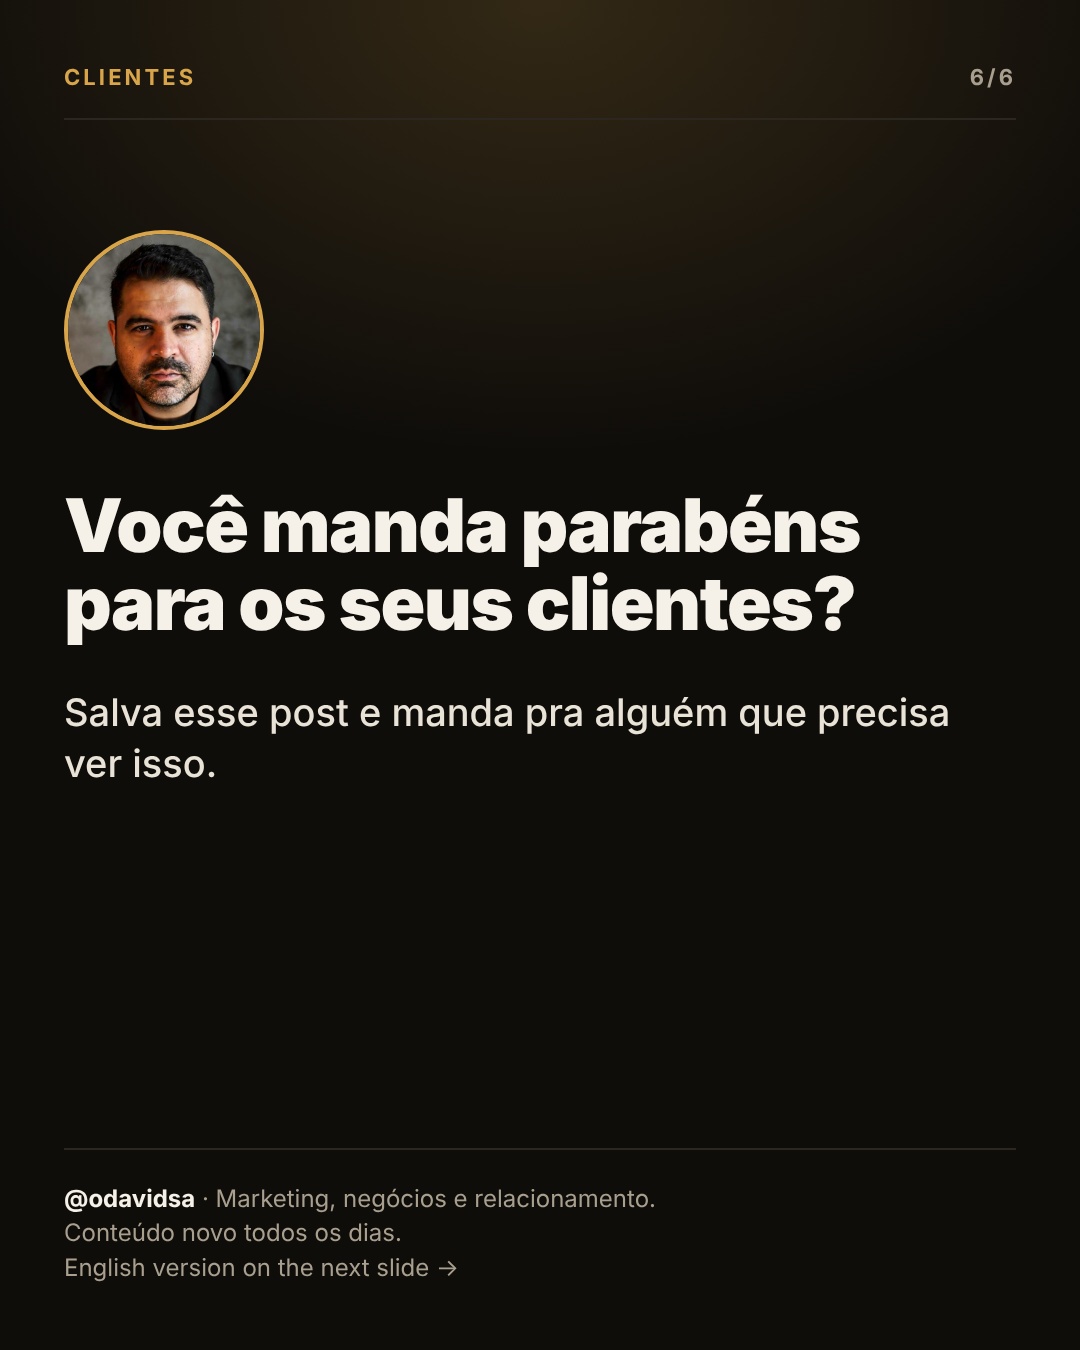 CLIENTES
6/6
Você manda parabéns
para os seus clientes?
Salva esse post e manda pra alguém que precisa
ver isso.
@odavidsa · Marketing, negócios e relacionamento.
Conteúdo novo todos os dias.
English version on the next slide →